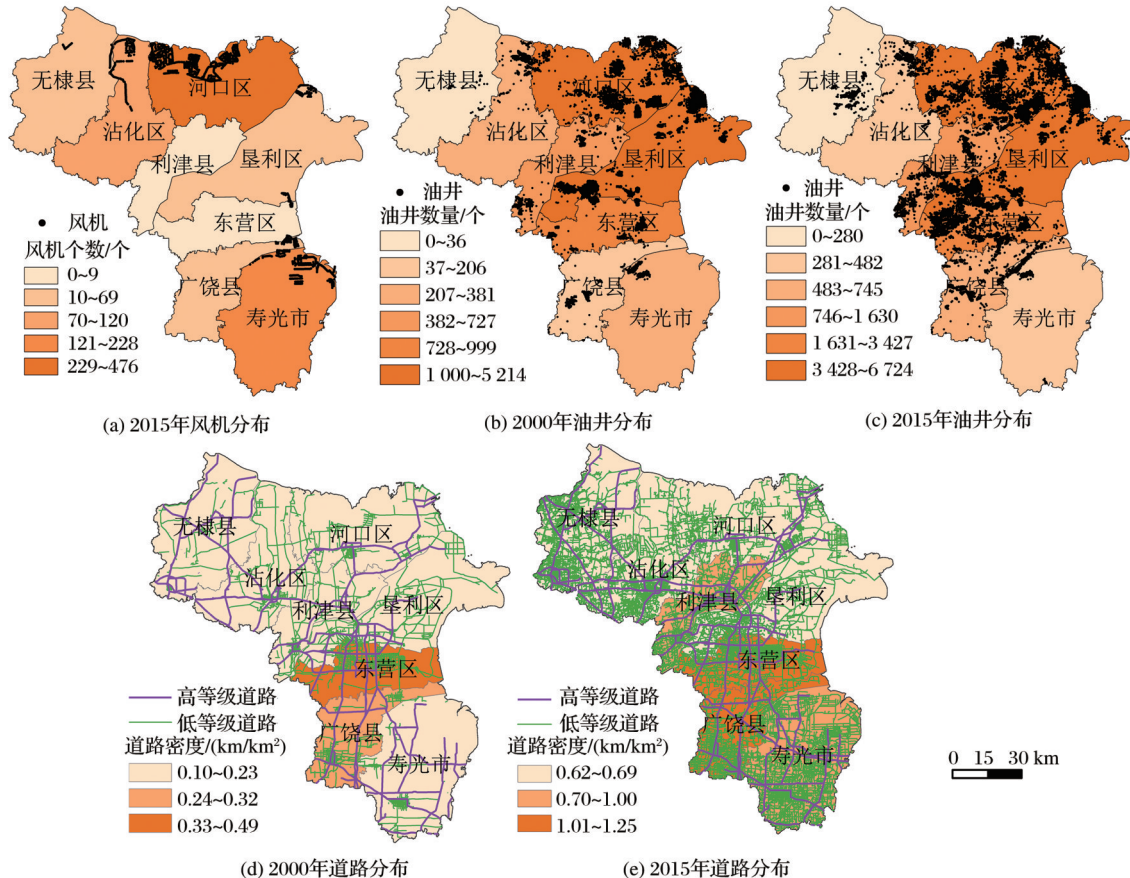 无棣县
河口区
沾化区
利津县
垦利区
东营区
广饶县
寿光市
风机
风机个数/个
0~9
10~69
70~120
121~228
229~476
(a) 2015年风机分布
无棣县
河口区
沾化区
利津县
垦利区
东营区
广饶县
寿光市
油井
油井数量/个
0~36
37~206
207~381
382~727
728~999
1 000~5 214
(b) 2000年油井分布
无棣县
沾化区
利津县
垦利区
东营区
广饶县
寿光市
油井
油井数量/个
0~280
281~482
483~745
746~1 630
1 631~3 427
3 428~6 724
(c) 2015年油井分布
无棣县
河口区
沾化区
利津县
垦利区
东营区
广饶县
寿光市
高等级道路
低等级道路
道路密度/(km/km²)
0.10~0.23
0.24~0.32
0.33~0.49
(d) 2000年道路分布
无棣县
河口区
沾化区
利津县
垦利区
东营区
广饶县
寿光市
高等级道路
低等级道路
道路密度/(km/km²)
0.62~0.69
0.70~1.00
1.01~1.25
(e) 2015年道路分布
0 15 30 km